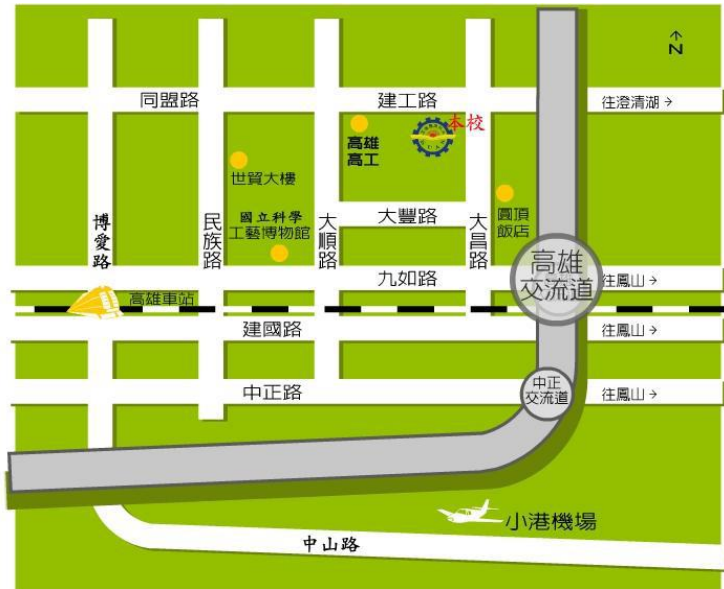 N
同盟路
建工路
往澄清湖
本校
高雄
高工
世貿大樓
博愛路
民族路
國立科學
工藝博物館
大順路
大豐路
大昌路
圓頂
飯店
九如路
高雄
交流道
往鳳山
高雄車站
建國路
往鳳山
中正路
中正
交流道
往鳳山
小港機場
中山路